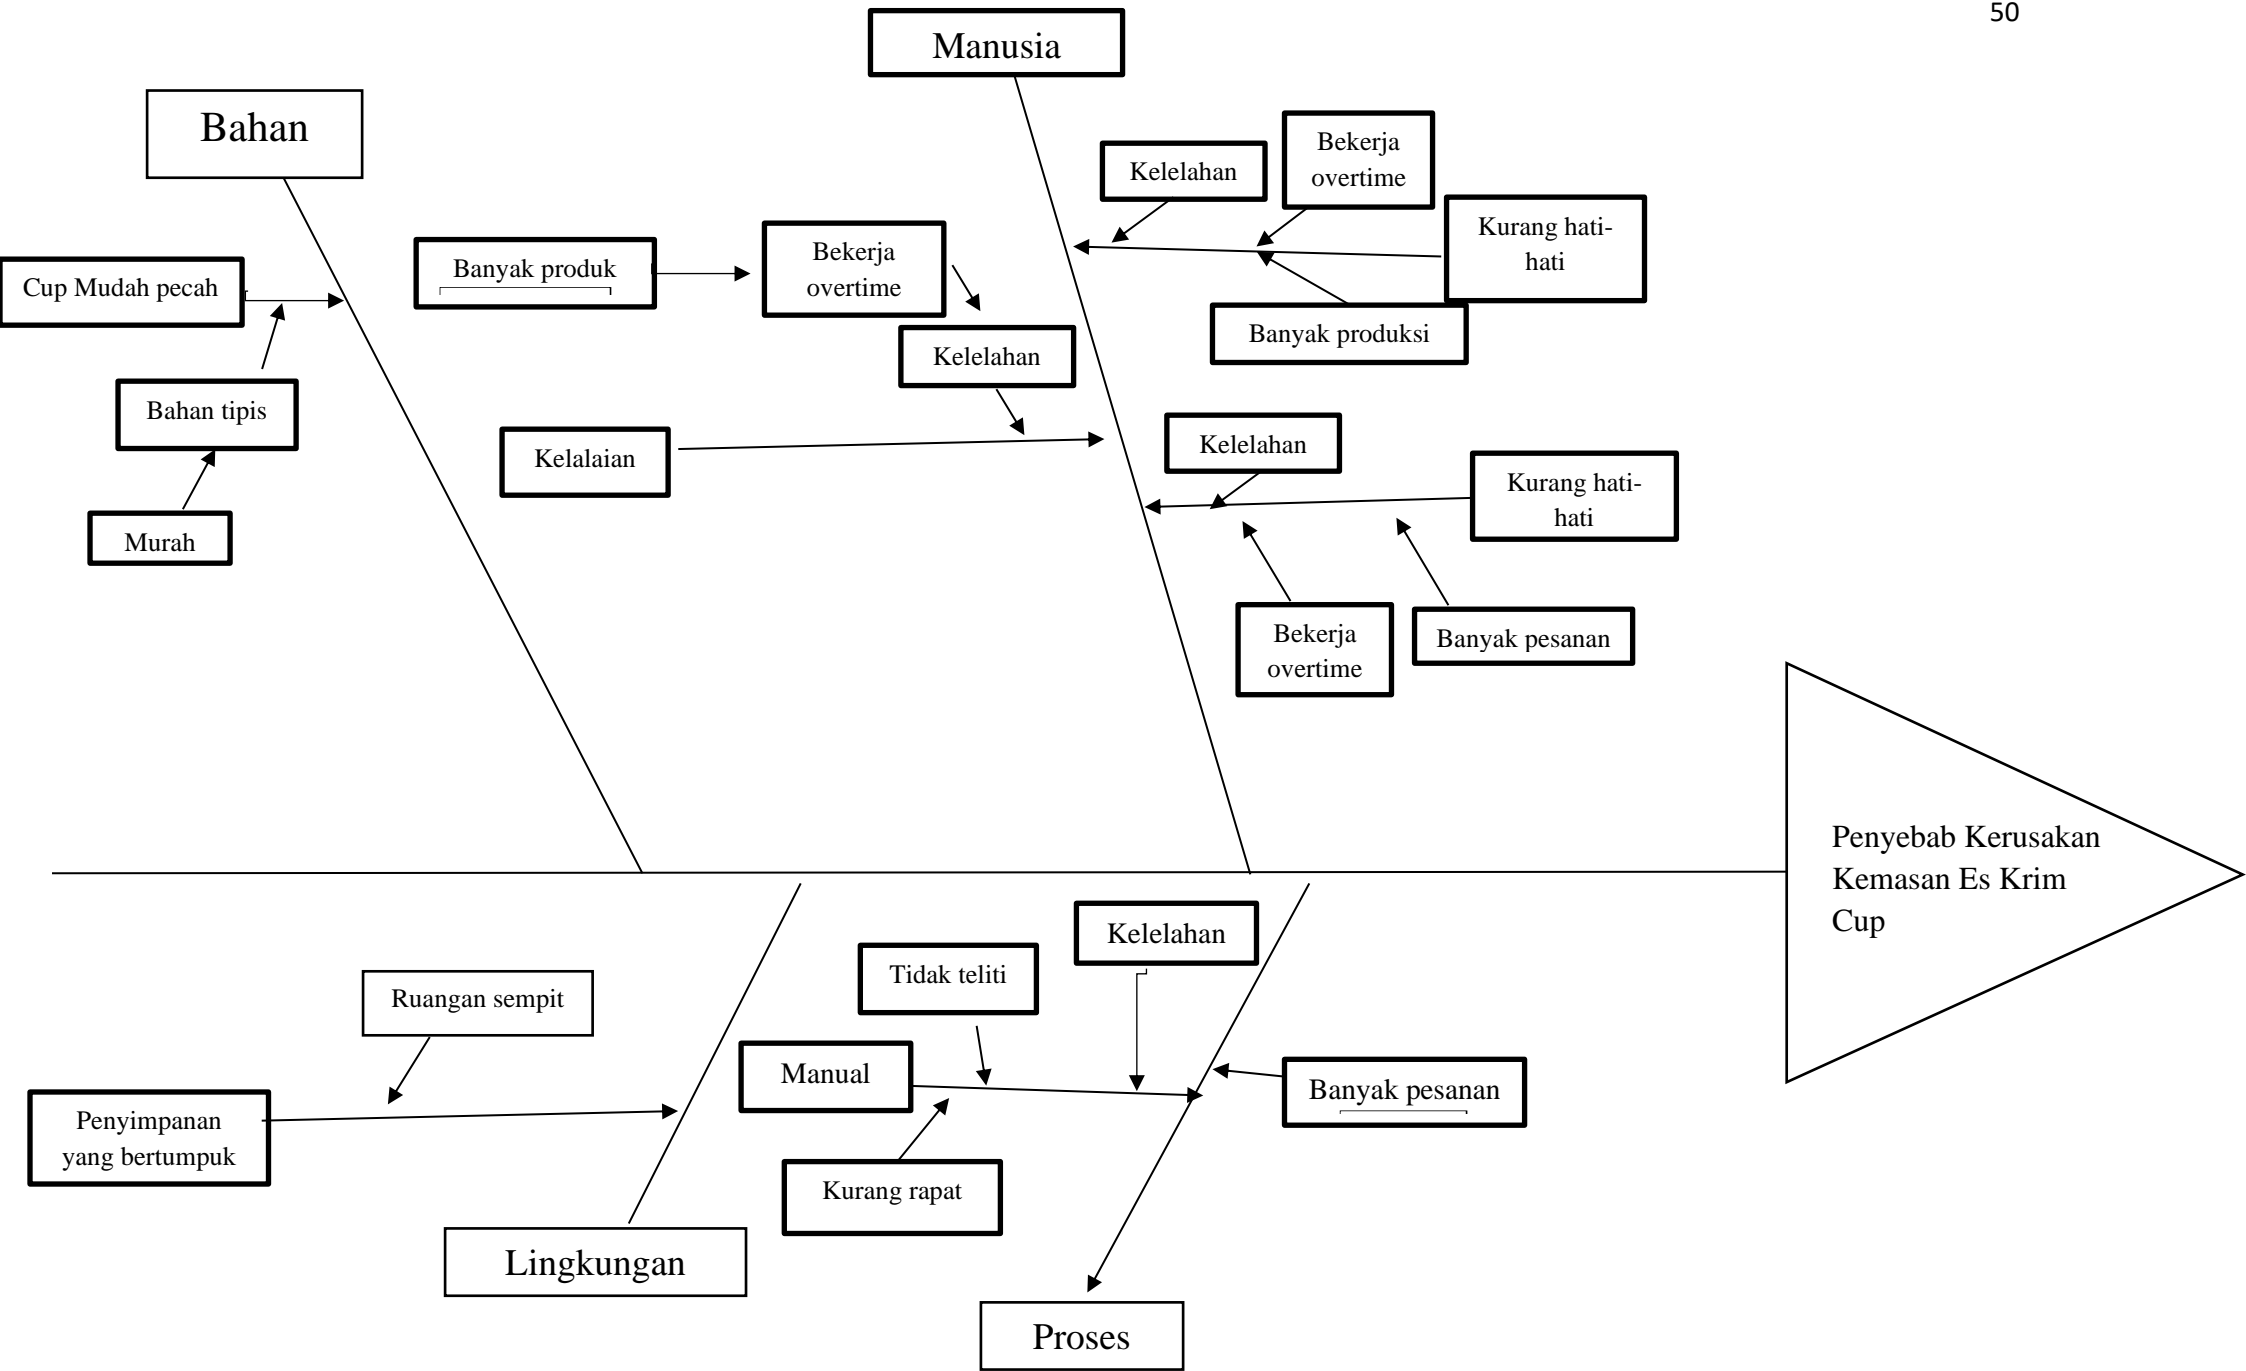 50
Manusia
Bahan
Kelelahan
Bekerja
overtime
Kurang hati-
hati
Banyak produksi
Banyak produk
Bekerja
overtime
Kelelahan
Kelalaian
Cup Mudah pecah
Bahan tipis
Murah
Kelelahan
Kurang hati-
hati
Bekerja
overtime
Banyak pesanan
Penyebab Kerusakan
Kemasan Es Krim
Cup
Ruangan sempit
Penyimpanan
yang bertumpuk
Lingkungan
Tidak teliti
Kelelahan
Manual
Banyak pesanan
Kurang rapat
Proses